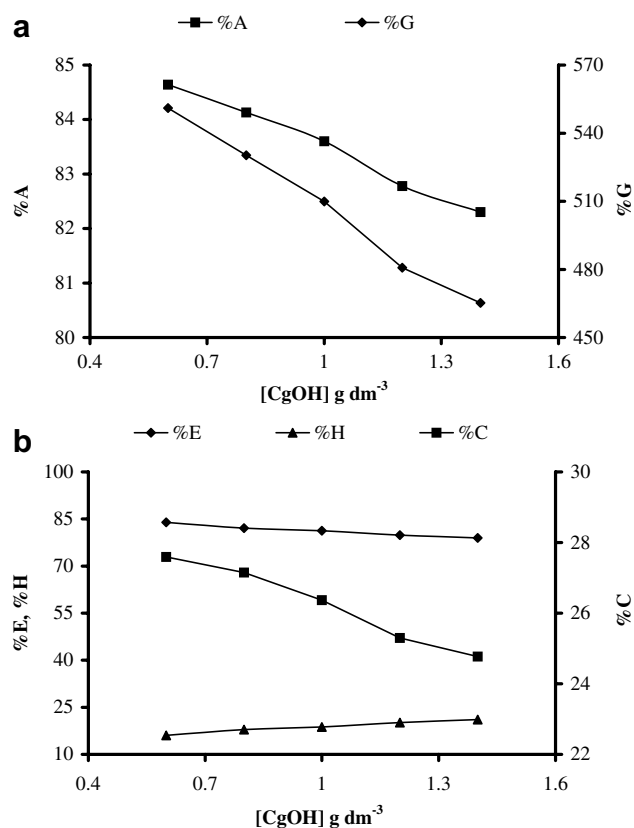 a
%A %G
85 570
84 540
83 510
82
81 480
80 450
0.4 0.7 1 1.3 1.6
%A
%G
[CgOH] g dm-3
b
%E %H %C
100 30
85 28
70
55 26
40 24
25
10 22
0.4 0.7 1 1.3 1.6
%E, %H
%C
[CgOH] g dm-3